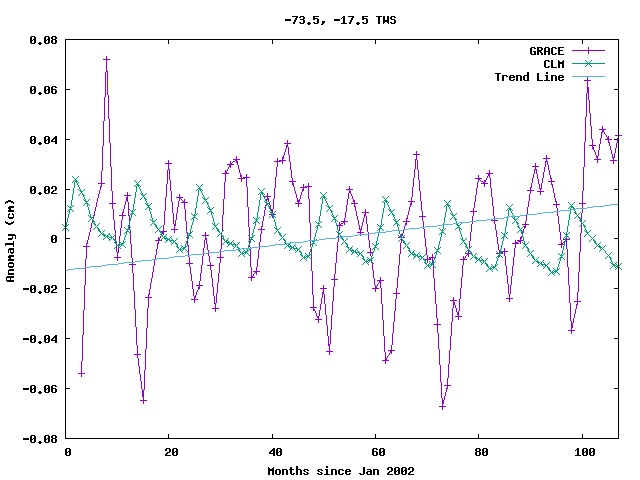 -73.5, -17.5 TWS
GRACE
CLM
Trend Line
0.08
0.06
0.04
0.02
0
-0.02
-0.04
-0.06
-0.08
Anomaly (cm)
0 20 40 60 80 100
Months since Jan 2002